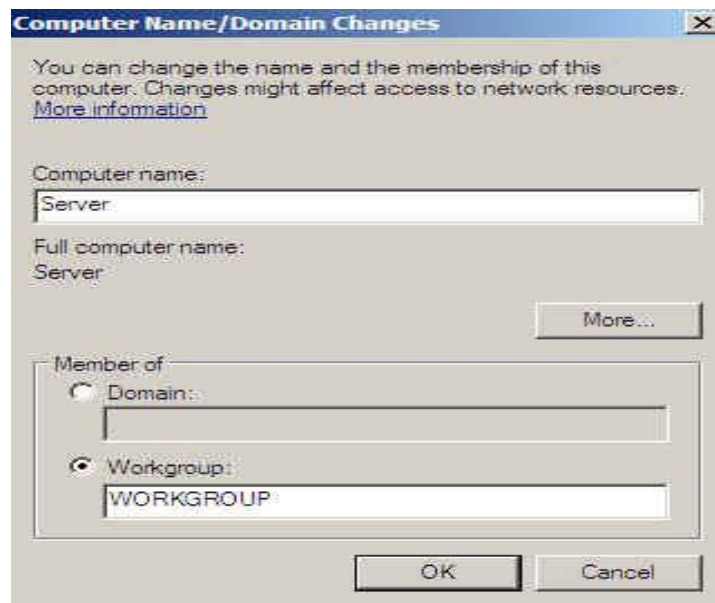 Computer Name/Domain Changes
You can change the name and the membership of this
computer. Changes might affect access to network resources.
More information
Computer name:
Server
Full computer name:
Server
More...
Member of
Domain:
Workgroup:
WORKGROUP
OK
Cancel